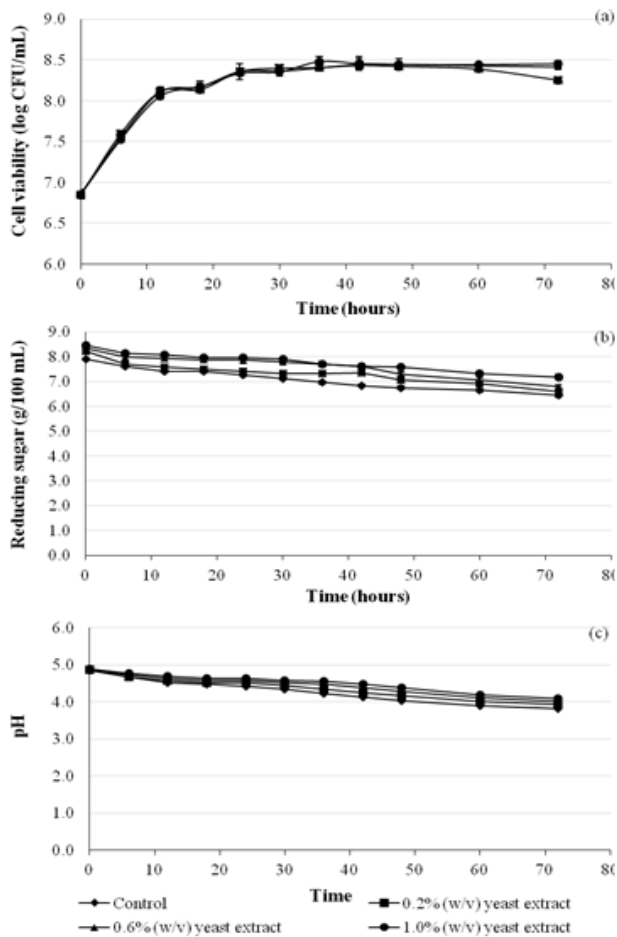 (a)
Cell viability (log CFU/mL)
9.0
8.5
8.0
7.5
7.0
6.5
6.0
0 10 20 30 40 50 60 70 80
Time (hours)
(b)
Reducing sugar (g/100 mL)
9.0
8.0
7.0
6.0
5.0
4.0
3.0
2.0
1.0
0.0
0 10 20 30 40 50 60 70 80
Time (hours)
(c)
pH
6.0
5.0
4.0
3.0
2.0
1.0
0.0
0 10 20 30 40 50 60 70 80
Time
Control 0.2% (w/v) yeast extract
0.6% (w/v) yeast extract 1.0% (w/v) yeast extract